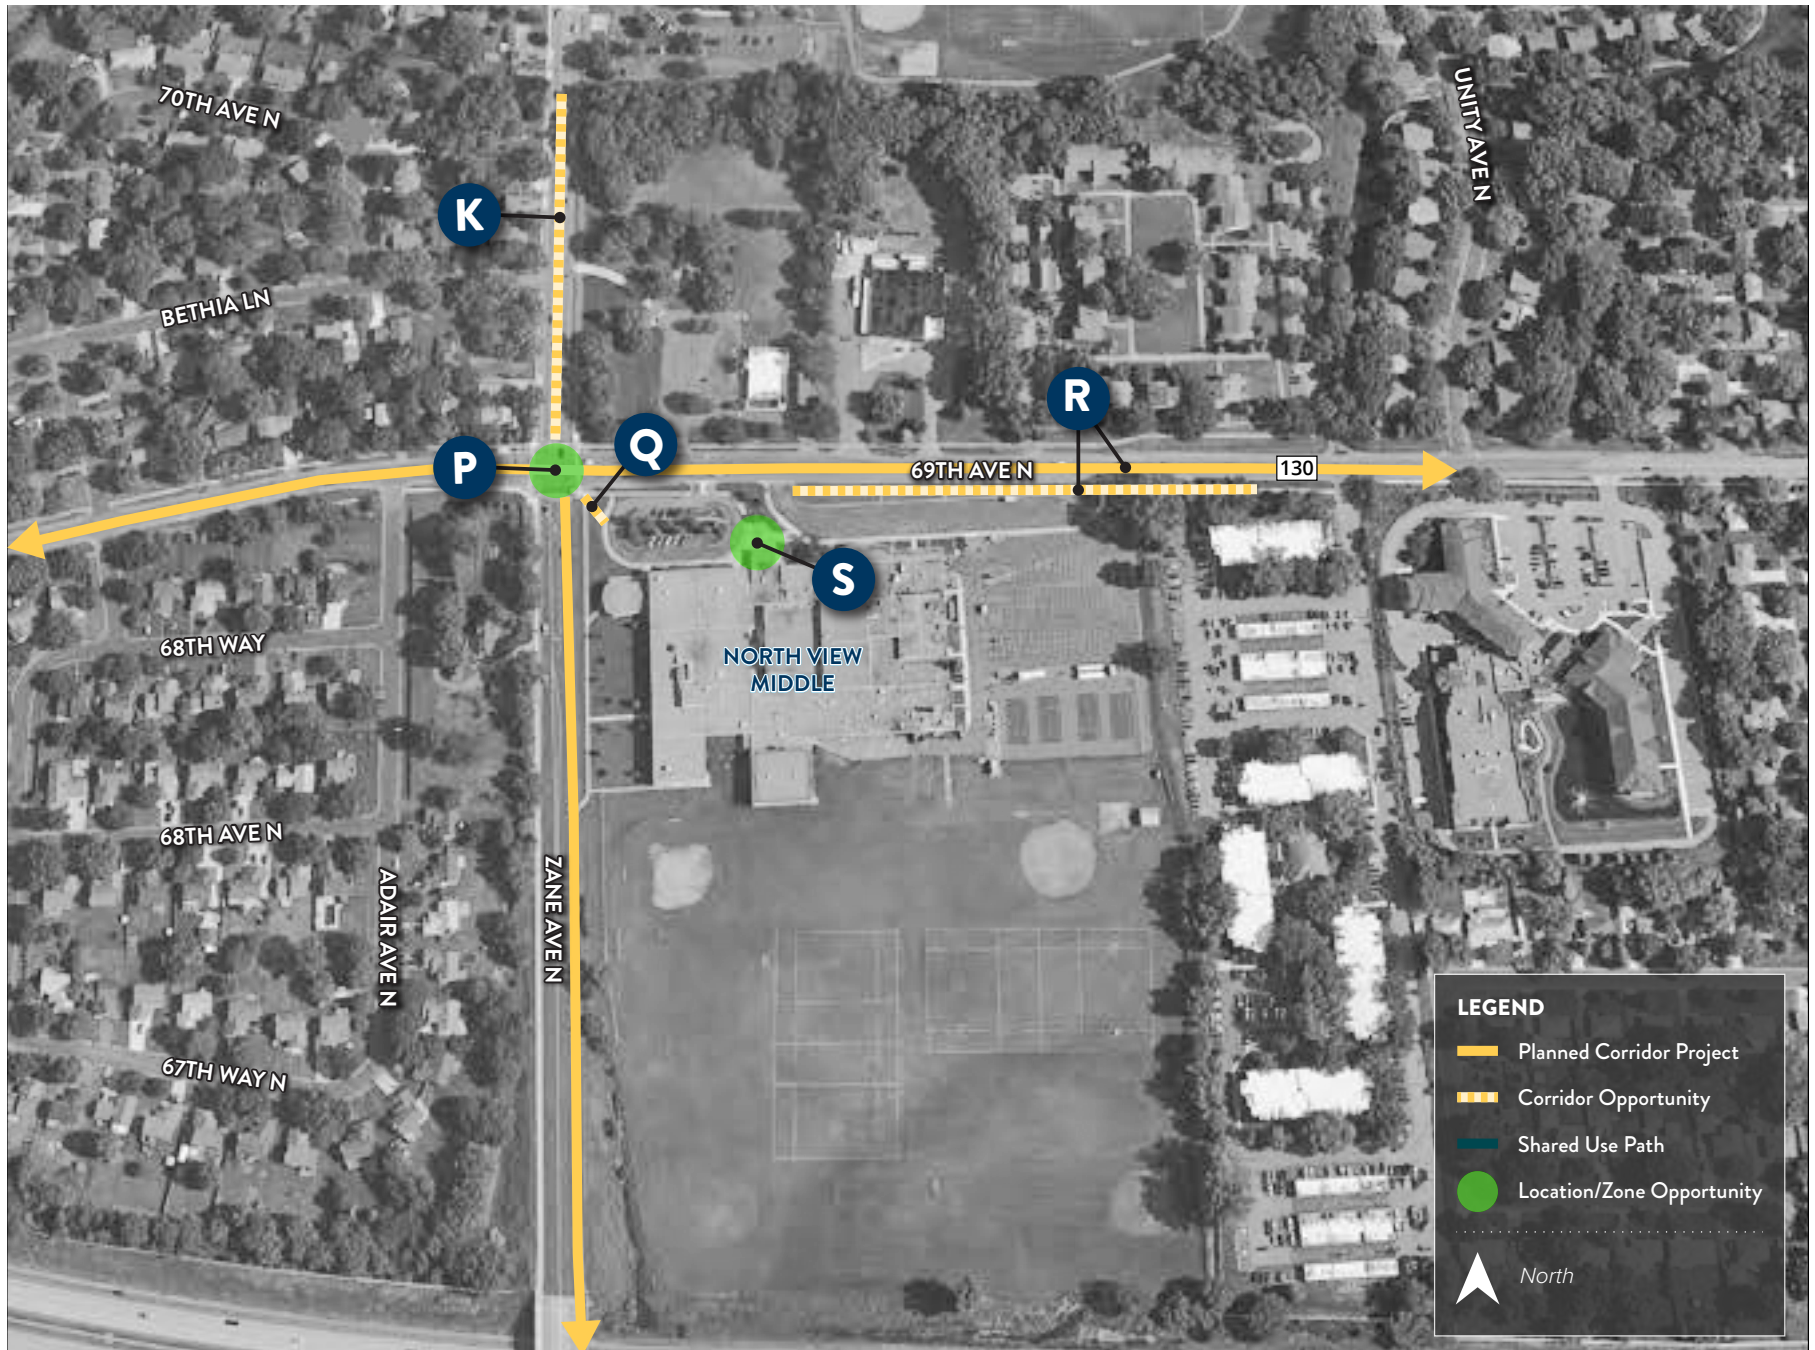 70TH AVE N
UNITY AVE N
K
BETHIA LN
R
P
Q
69TH AVE N
130
S
68TH WAY
NORTH VIEW
MIDDLE
68TH AVE N
ADAIR AVE N
ZANE AVE N
67TH WAY N
LEGEND
Planned Corridor Project
Corridor Opportunity
Shared Use Path
Location/Zone Opportunity
North